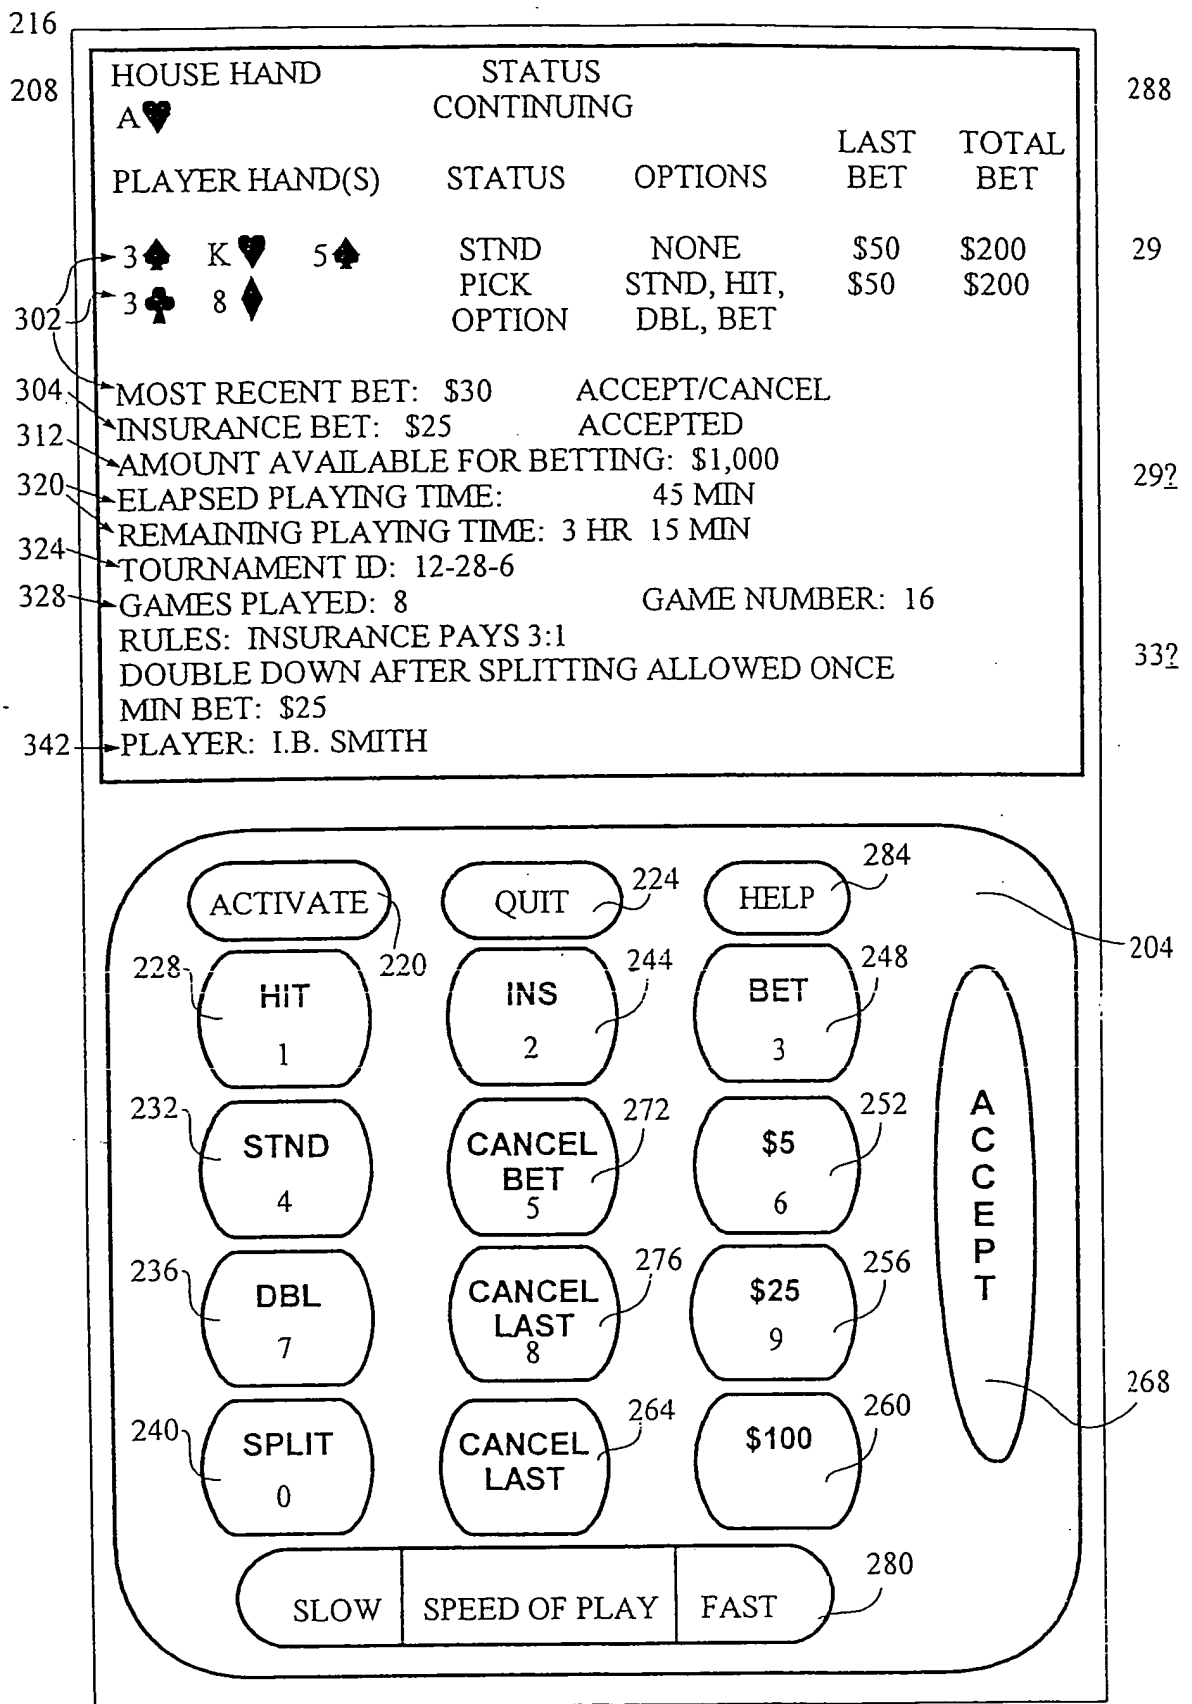 216
208
288
HOUSE HAND STATUS
A♥ CONTINUING
LAST TOTAL
PLAYER HAND(S) STATUS OPTIONS BET BET
3♠ K♥ 5♠ STND NONE $50 $200
29
3♣ 8♦ PICK STND, HIT, $50 $200
302
OPTION DBL, BET
304 MOST RECENT BET: $30 ACCEPT/CANCEL
312 INSURANCE BET: $25 ACCEPTED
AMOUNT AVAILABLE FOR BETTING: $1,000
29?
320 ELAPSED PLAYING TIME: 45 MIN
REMAINING PLAYING TIME: 3 HR 15 MIN
324 TOURNAMENT ID: 12-28-6
328 GAMES PLAYED: 8 GAME NUMBER: 16
RULES: INSURANCE PAYS 3:1
33?
DOUBLE DOWN AFTER SPLITTING ALLOWED ONCE
MIN BET: $25
342 PLAYER: I.B. SMITH
ACTIVATE QUIT 224 HELP 284
204
228 220 244 248
HIT INS BET
1 2 3
232 272 252
STND CANCEL $5
BET
4 5 6
236 276 256
DBL CANCEL $25
LAST
7 8 9
ACCEPT
268
240 264 260
SPLIT CANCEL $100
LAST
0
280
SLOW SPEED OF PLAY FAST